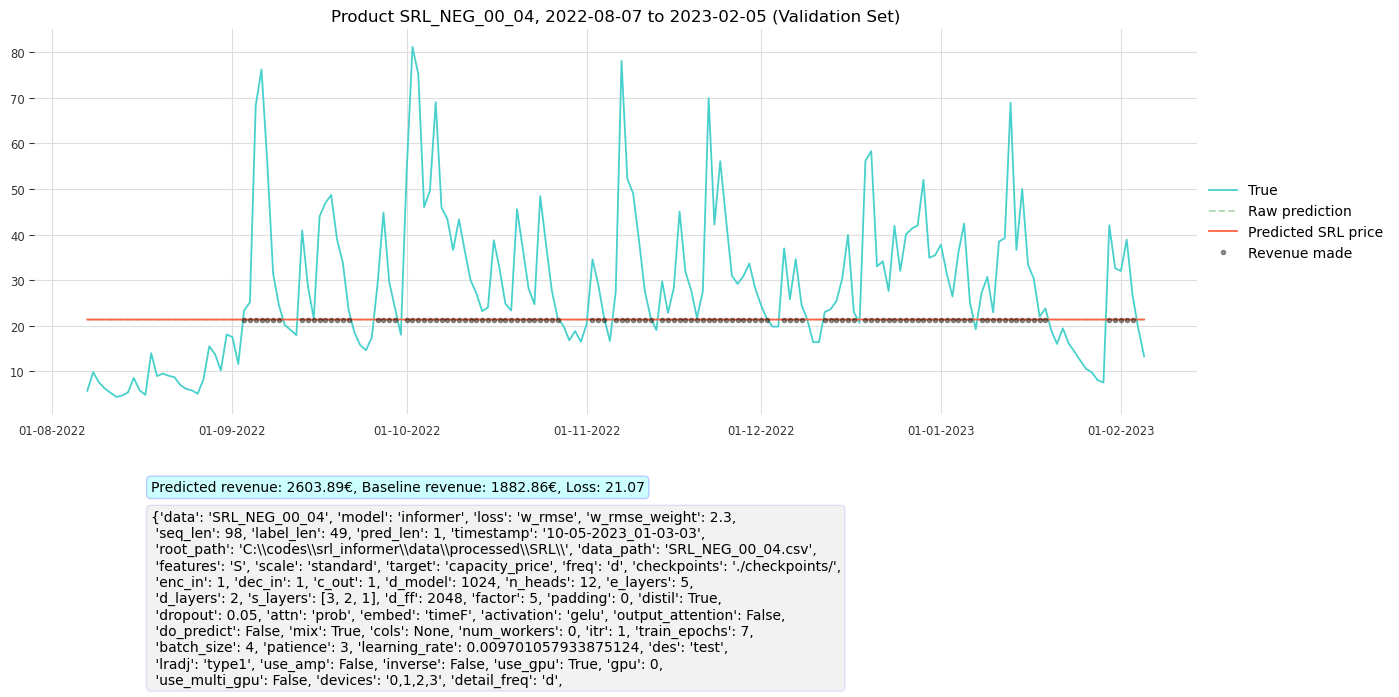 Product SRL_NEG_00_04, 2022-08-07 to 2023-02-05 (Validation Set)
80
70
60
50
40
30
20
10
01-08-2022 01-09-2022 01-10-2022 01-11-2022 01-12-2022 01-01-2023 01-02-2023
True
Raw prediction
Predicted SRL price
Revenue made
Predicted revenue: 2603.89€, Baseline revenue: 1882.86€, Loss: 21.07
{'data': 'SRL_NEG_00_04', 'model': 'informer', 'loss': 'w_rmse', 'w_rmse_weight': 2.3,
'seq_len': 98, 'label_len': 49, 'pred_len': 1, 'timestamp': '10-05-2023_01-03-03',
'root_path': 'C:\\codes\\srl_informer\\data\\processed\\SRL\\', 'data_path': 'SRL_NEG_00_04.csv',
'features': 'S', 'scale': 'standard', 'target': 'capacity_price', 'freq': 'd', 'checkpoints': './checkpoints/',
'enc_in': 1, 'dec_in': 1, 'c_out': 1, 'd_model': 1024, 'n_heads': 12, 'e_layers': 5,
'd_layers': 2, 's_layers': [3, 2, 1], 'd_ff': 2048, 'factor': 5, 'padding': 0, 'distil': True,
'dropout': 0.05, 'attn': 'prob', 'embed': 'timeF', 'activation': 'gelu', 'output_attention': False,
'do_predict': False, 'mix': True, 'cols': None, 'num_workers': 0, 'itr': 1, 'train_epochs': 7,
'batch_size': 4, 'patience': 3, 'learning_rate': 0.009701057933875124, 'des': 'test',
'lradj': 'type1', 'use_amp': False, 'inverse': False, 'use_gpu': True, 'gpu': 0,
'use_multi_gpu': False, 'devices': '0,1,2,3', 'detail_freq': 'd',